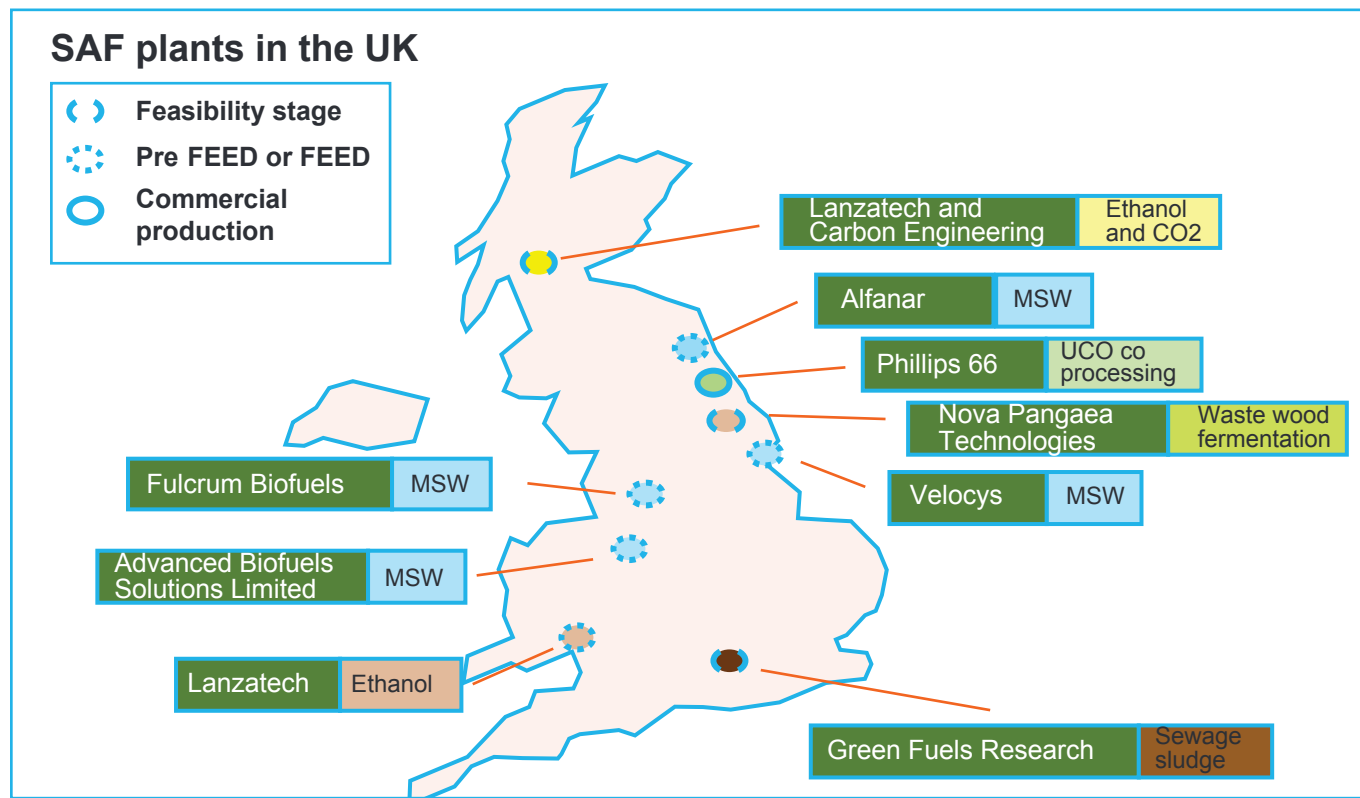 SAF plants in the UK
Feasibility stage
Pre FEED or FEED
Commercial
production
Lanzatech and
Carbon Engineering
Ethanol
and CO2
Alfanar
MSW
Phillips 66
UCO co
processing
Nova Pangaea
Technologies
Waste wood
fermentation
Velocys
MSW
Fulcrum Biofuels
MSW
Advanced Biofuels
Solutions Limited
MSW
Lanzatech
Ethanol
Green Fuels Research
Sewage
sludge